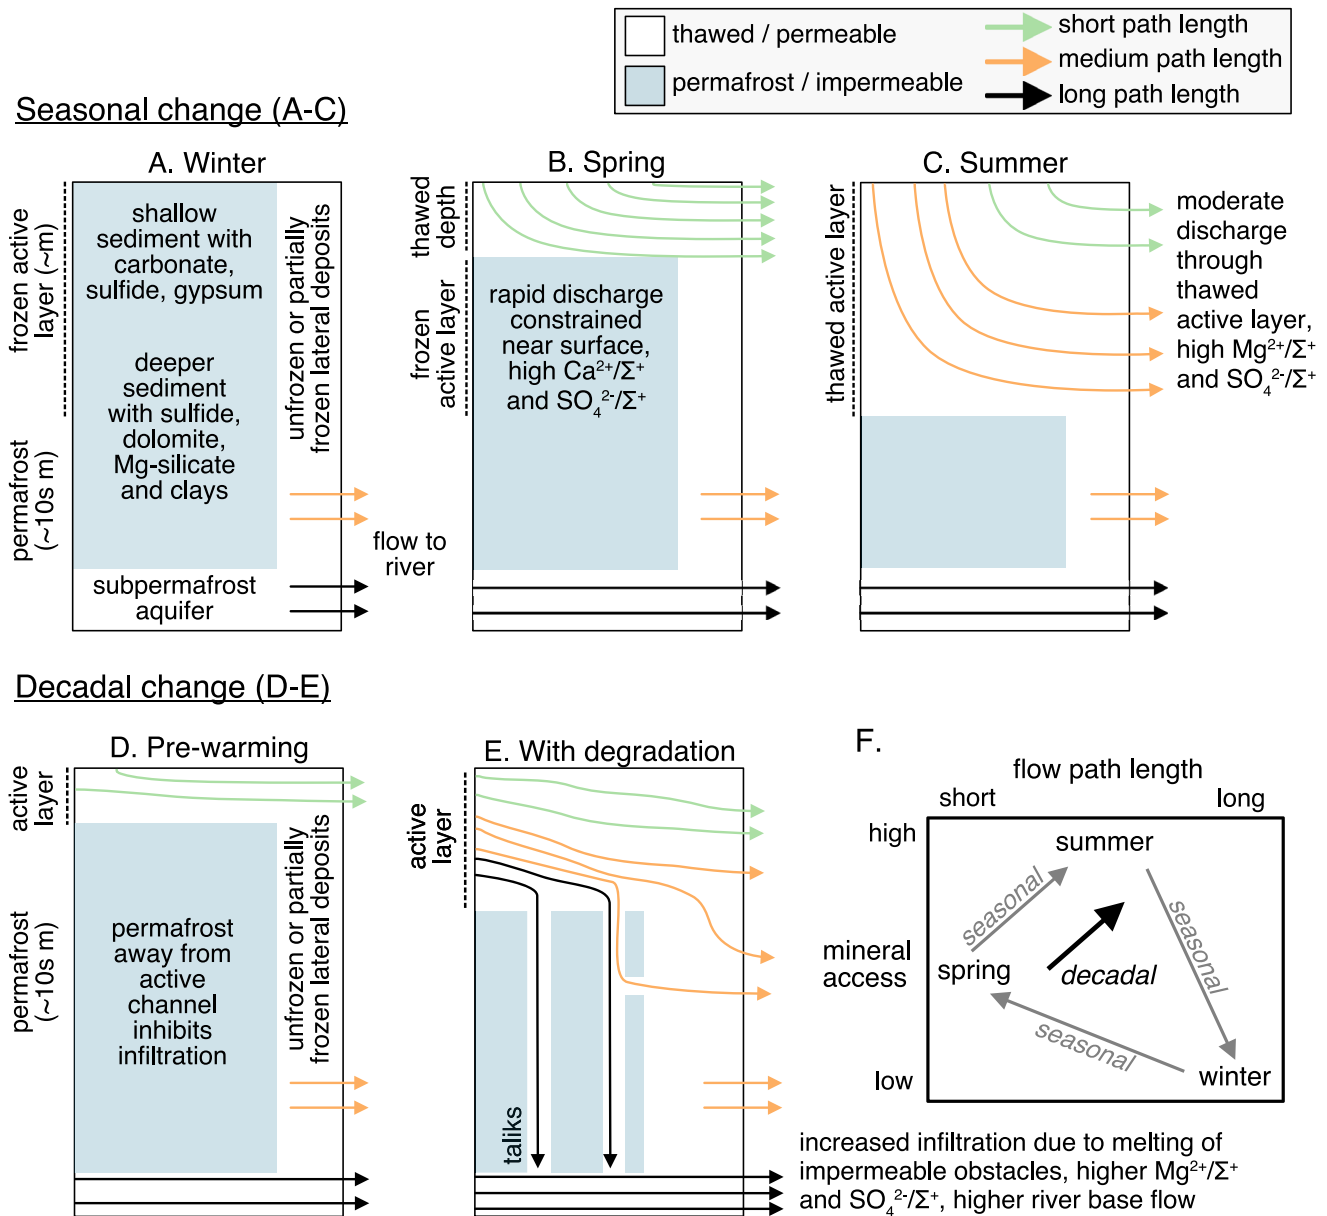 thawed / permeable
permafrost / impermeable
short path length
medium path length
long path length
Seasonal change (A-C)
A. Winter
frozen active
layer (~m)
permafrost
(~10s m)
shallow
sediment with
carbonate,
sulfide, gypsum
deeper
sediment
with sulfide,
dolomite,
Mg-silicate
and clays
unfrozen or partially
frozen lateral deposits
subpermafrost
aquifer
flow to
river
B. Spring
thawed
depth
frozen
active layer
rapid discharge
constrained
near surface,
high Ca²⁺/Σ⁺
and SO₄²⁻/Σ⁺
C. Summer
thawed active layer
moderate
discharge
through
thawed
active layer,
high Mg²⁺/Σ⁺
and SO₄²⁻/Σ⁺
Decadal change (D-E)
D. Pre-warming
active
layer
permafrost
(~10s m)
permafrost
away from
active
channel
inhibits
infiltration
unfrozen or partially
frozen lateral deposits
E. With degradation
active
layer
taliks
increased infiltration due to melting of
impermeable obstacles, higher Mg²⁺/Σ⁺
and SO₄²⁻/Σ⁺, higher river base flow
F.
flow path length
short
long
high
mineral
access
low
summer
spring
winter
seasonal
seasonal
seasonal
decadal